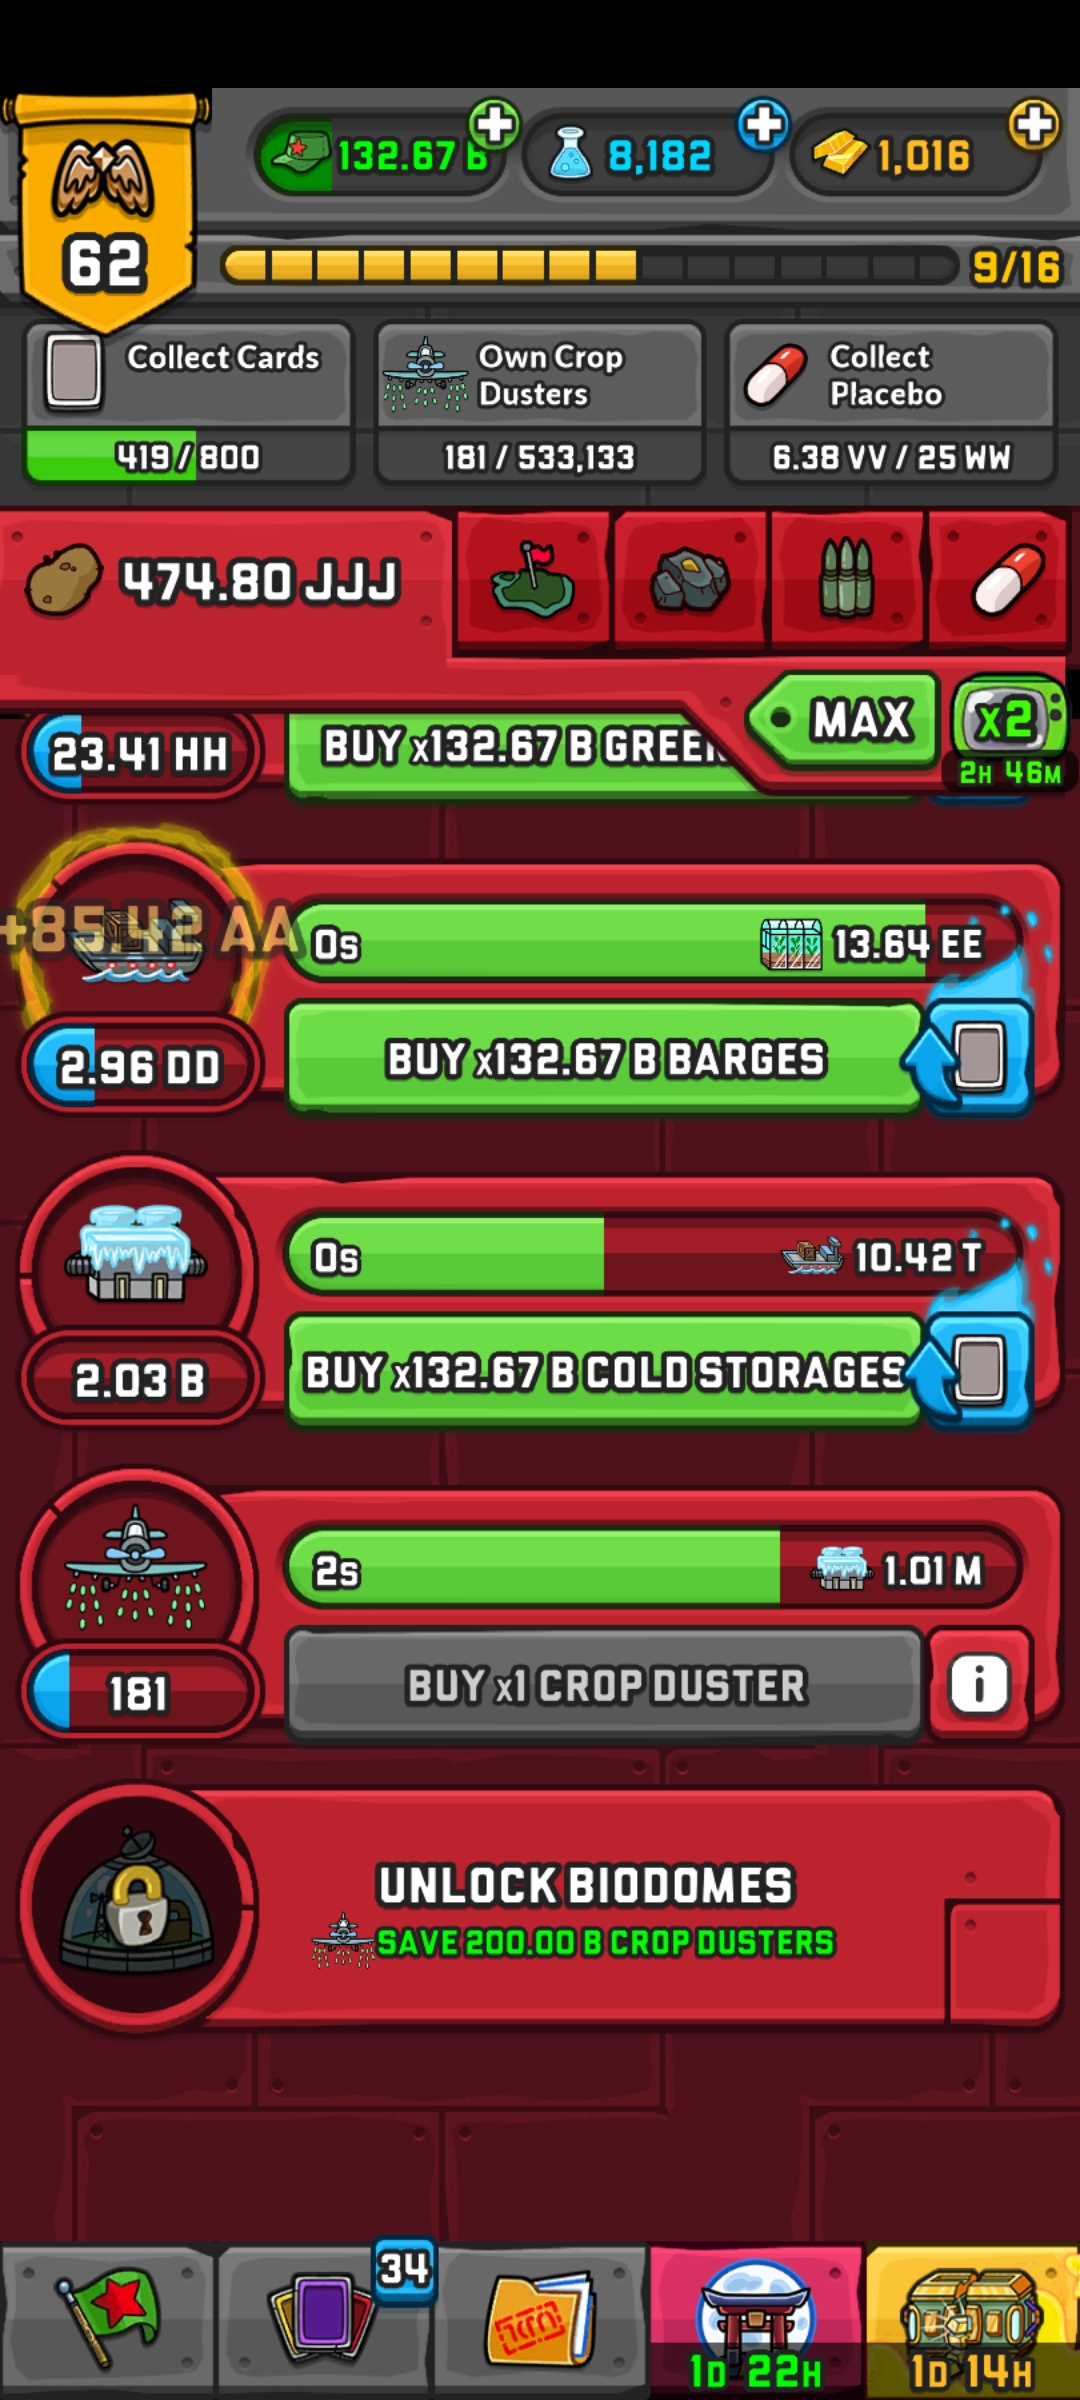 132.67 B
8,182
1,016
62
9/16
Collect Cards
419 / 800
Own Crop
Dusters
181 / 533,133
Collect
Placebo
6.38 VV / 25 WW
474.80 JJJ
MAX
x2
2H 46M
23.41 HH
BUY x132.67 B
+85.42 AA
0s
13.64 EE
2.96 DD
BUY x132.67 B BARGES
0s
10.42 T
2.03 B
BUY x132.67 B COLD STORAGES
2s
1.01 M
181
BUY x1 CROP DUSTER
i
UNLOCK BIODOMES
SAVE 200.00 B CROP DUSTERS
34
1D 22H
1D 14H